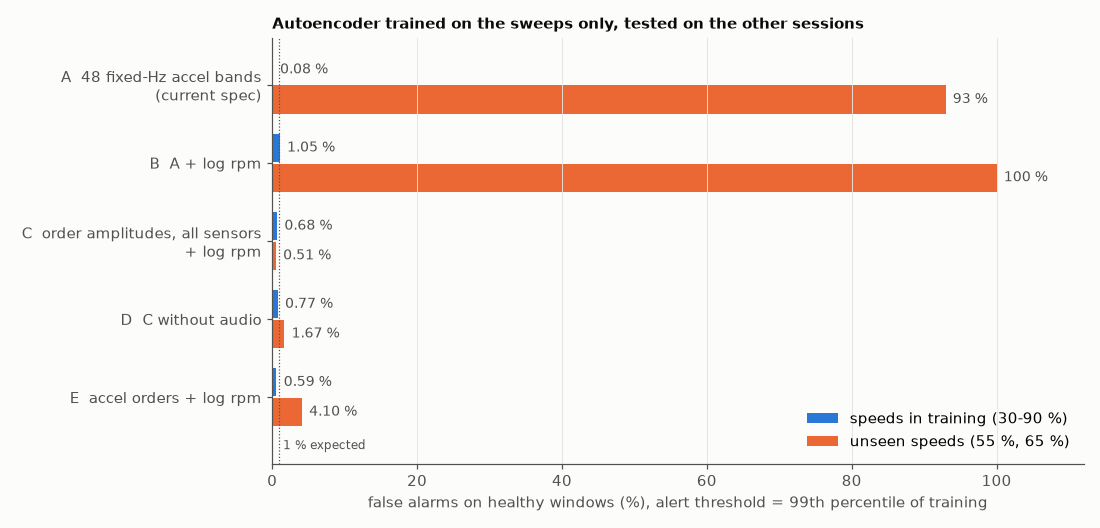 Autoencoder trained on the sweeps only, tested on the other sessions
A  48 fixed-Hz accel bands
(current spec)
0.08 %
93 %
B  A + log rpm
1.05 %
100 %
C  order amplitudes, all sensors
+ log rpm
0.68 %
0.51 %
D  C without audio
0.77 %
1.67 %
E  accel orders + log rpm
0.59 %
4.10 %
1 % expected
speeds in training (30-90 %)
unseen speeds (55 %, 65 %)
0 20 40 60 80 100
false alarms on healthy windows (%), alert threshold = 99th percentile of training